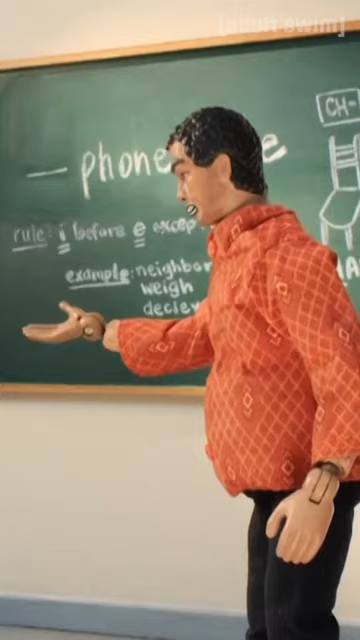 [adult swim]
CH-
— phone
rule: i before e excep
example: neighbor
weigh
deciev